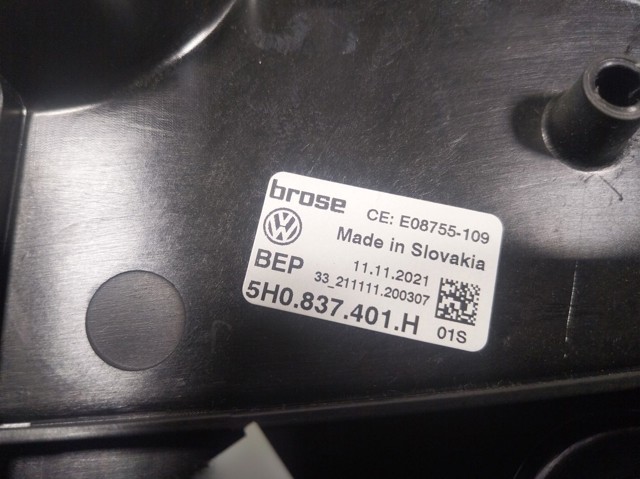 brose CE: E08755-109
Made in Slovakia
BEP 11.11.2021
33_211111.200307
5H0.837.401.H 01S